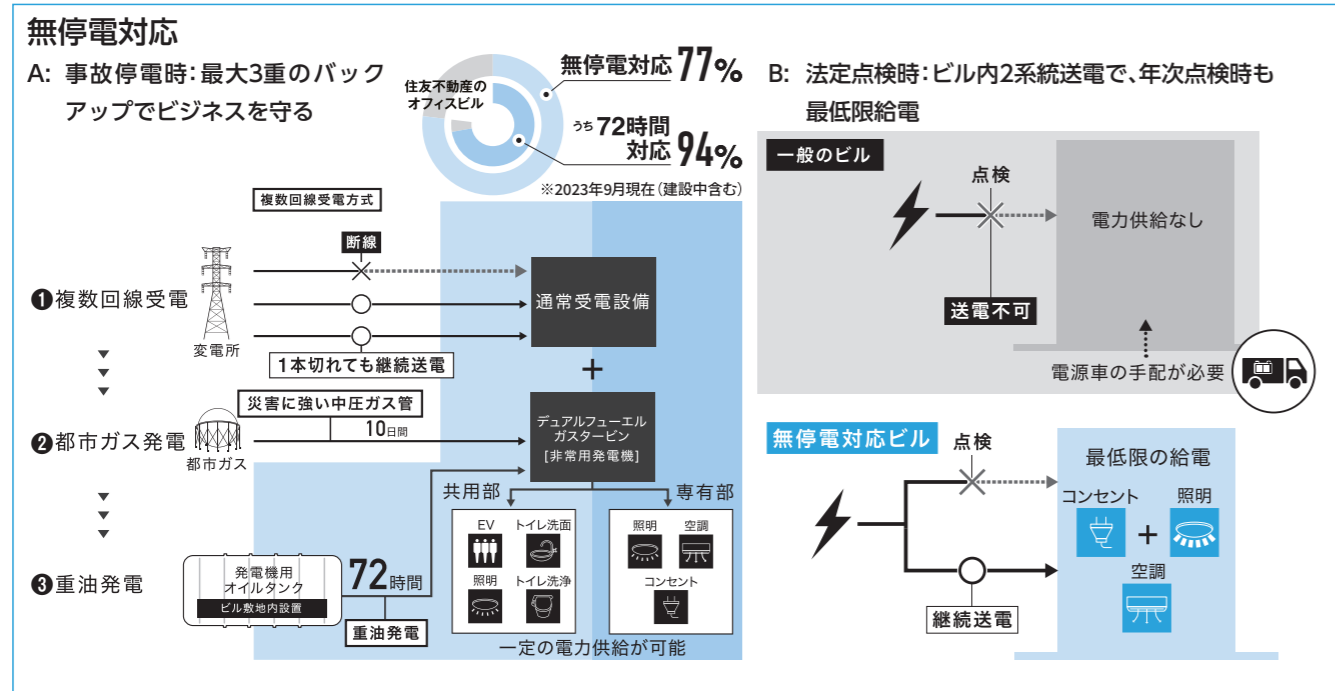 無停電対応
A: 事故停電時:最大3重のバック
アップでビジネスを守る
住友不動産の
オフィスビル
無停電対応77%
うち72時間
対応94%
※2023年9月現在(建設中含む)
複数回線受電方式
断線
❶複数回線受電
変電所
通常受電設備
1本切れても継続送電
+
災害に強い中圧ガス管
10日間
❷都市ガス発電
都市ガス
デュアルフューエル
ガスタービン
[非常用発電機]
共用部
専有部
EV
トイレ洗面
照明
トイレ洗浄
照明
空調
コンセント
❸重油発電
発電機用
オイルタンク
ビル敷地内設置
72時間
重油発電
一定の電力供給が可能
B: 法定点検時:ビル内2系統送電で、年次点検時も
最低限給電
一般のビル
点検
電力供給なし
送電不可
電源車の手配が必要
無停電対応ビル
点検
最低限の給電
コンセント
+
照明
空調
継続送電